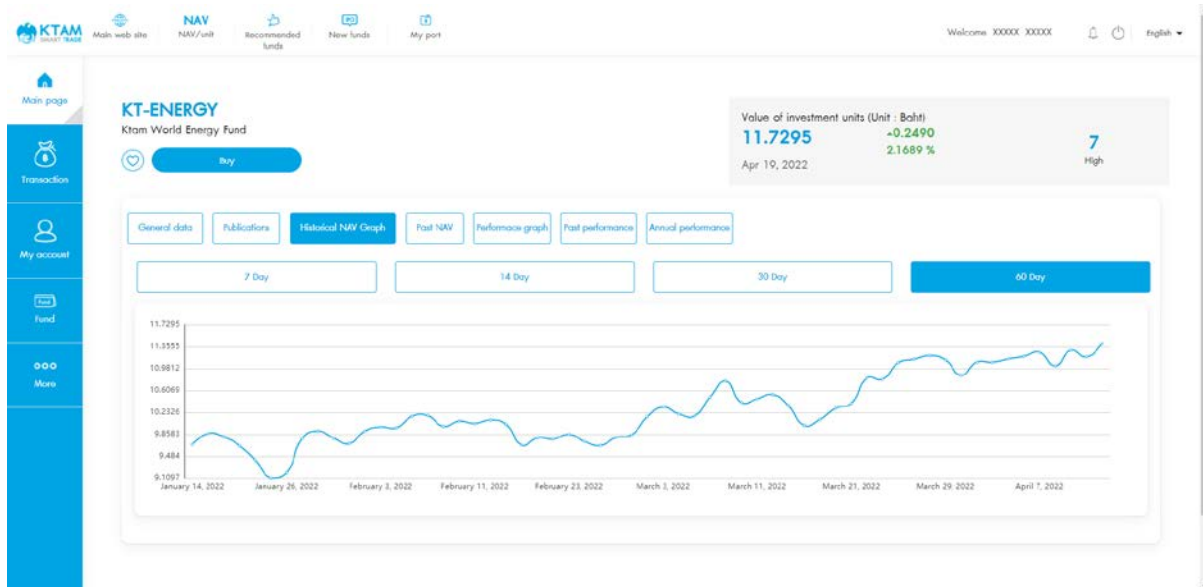 KTAM
SMART TRADE
Main web site
NAV
NAV/unit
Recommended
funds
IPO
New funds
My port
Welcome XXXXX XXXXX
English
Main page
Transaction
My account
Fund
Fund
More
KT-ENERGY
Ktam World Energy Fund
Buy
Value of investment units (Unit : Baht)
11.7295
0.2490
2.1689 %
Apr 19, 2022
7
High
General data
Publications
Historical NAV Graph
Past NAV
Performace graph
Past performance
Annual performance
7 Day
14 Day
30 Day
60 Day
11.7295
11.3555
10.9812
10.6069
10.2326
9.8583
9.484
9.1097
January 14, 2022
January 26, 2022
February 3, 2022
February 11, 2022
February 23, 2022
March 3, 2022
March 11, 2022
March 21, 2022
March 29, 2022
April 7, 2022